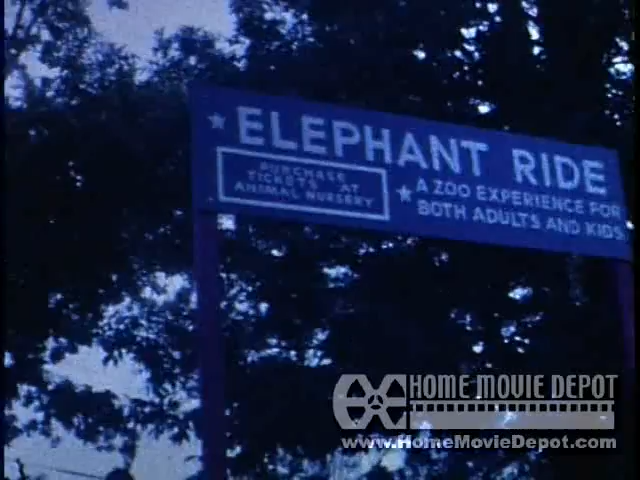 ★ ELEPHANT RIDE
PURCHASE
TICKETS AT
ANIMAL NURSERY
★ A ZOO EXPERIENCE FOR
BOTH ADULTS AND KIDS
HOME MOVIE DEPOT
www.HomeMovieDepot.com